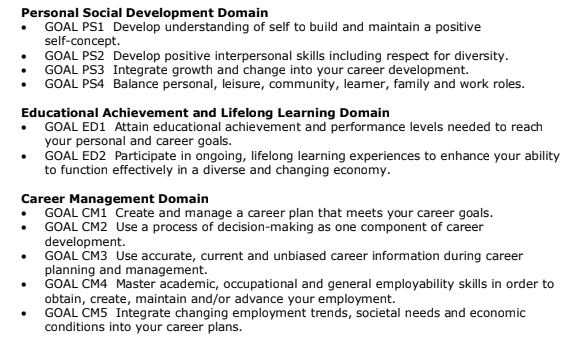 Personal Social Development Domain
• GOAL PS1 Develop understanding of self to build and maintain a positive
self-concept.
• GOAL PS2 Develop positive interpersonal skills including respect for diversity.
• GOAL PS3 Integrate growth and change into your career development.
• GOAL PS4 Balance personal, leisure, community, learner, family and work roles.
Educational Achievement and Lifelong Learning Domain
• GOAL ED1 Attain educational achievement and performance levels needed to reach
your personal and career goals.
• GOAL ED2 Participate in ongoing, lifelong learning experiences to enhance your ability
to function effectively in a diverse and changing economy.
Career Management Domain
• GOAL CM1 Create and manage a career plan that meets your career goals.
• GOAL CM2 Use a process of decision-making as one component of career
development.
• GOAL CM3 Use accurate, current and unbiased career information during career
planning and management.
• GOAL CM4 Master academic, occupational and general employability skills in order to
obtain, create, maintain and/or advance your employment.
• GOAL CM5 Integrate changing employment trends, societal needs and economic
conditions into your career plans.